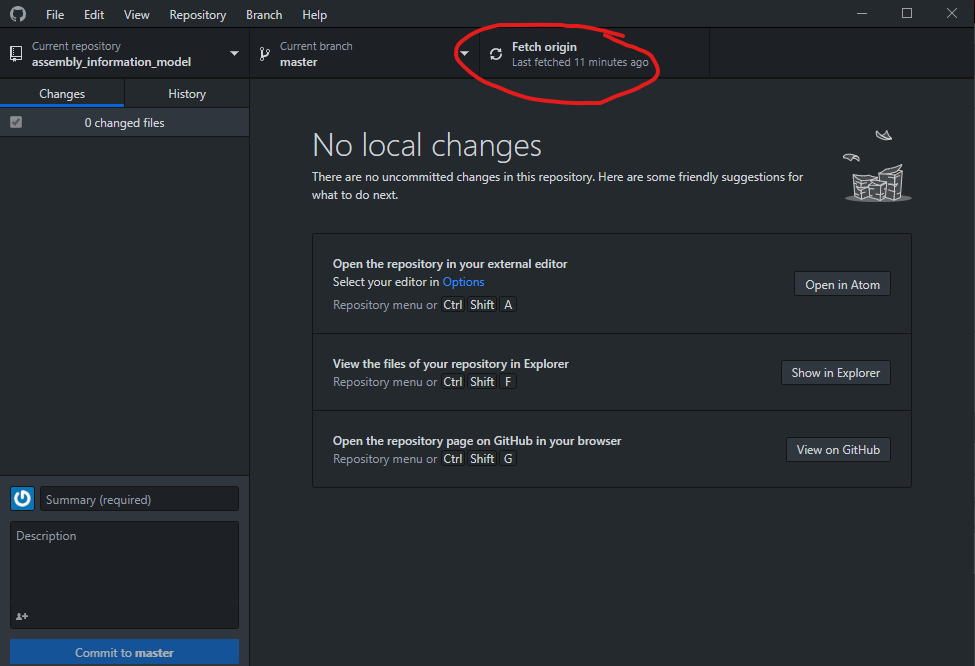 File Edit View Repository Branch Help
Current repository
assembly_information_model
Current branch
master
Fetch origin
Last fetched 11 minutes ago
Changes History
0 changed files
No local changes
There are no uncommitted changes in this repository. Here are some friendly suggestions for
what to do next.
Open the repository in your external editor
Select your editor in Options
Repository menu or Ctrl Shift A
Open in Atom
View the files of your repository in Explorer
Repository menu or Ctrl Shift F
Show in Explorer
Open the repository page on GitHub in your browser
Repository menu or Ctrl Shift G
View on GitHub
Summary (required)
Description
Commit to master